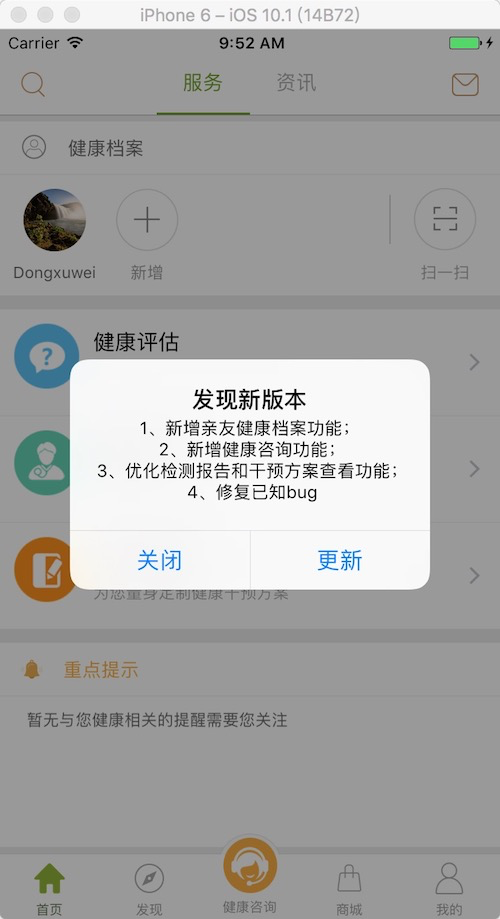 iPhone 6 – iOS 10.1 (14B72)
Carrier 9:52 AM
服务 资讯
健康档案
Dongxuwei 新增 扫一扫
健康评估
发现新版本
1、新增亲友健康档案功能；
2、新增健康咨询功能；
3、优化检测报告和干预方案查看功能；
4、修复已知bug
关闭 更新
为您量身定制健康干预方案
重点提示
暂无与您健康相关的提醒需要您关注
首页 发现 健康咨询 商城 我的